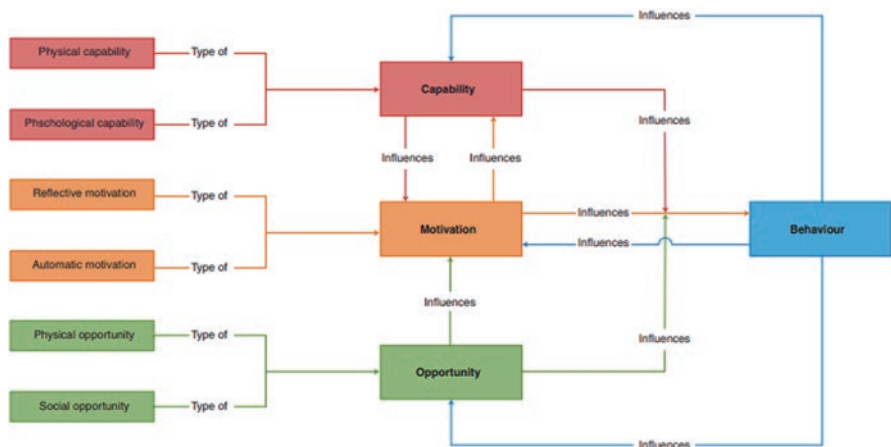 Influences
Physical capability
Type of
Capability
Phschological capability
Type of
Influences
Influences
Influences
Reflective motivation
Type of
Motivation
Influences
Behaviour
Influences
Automatic motivation
Type of
Influences
Physical opportunity
Type of
Influences
Opportunity
Social opportunity
Type of
Influences